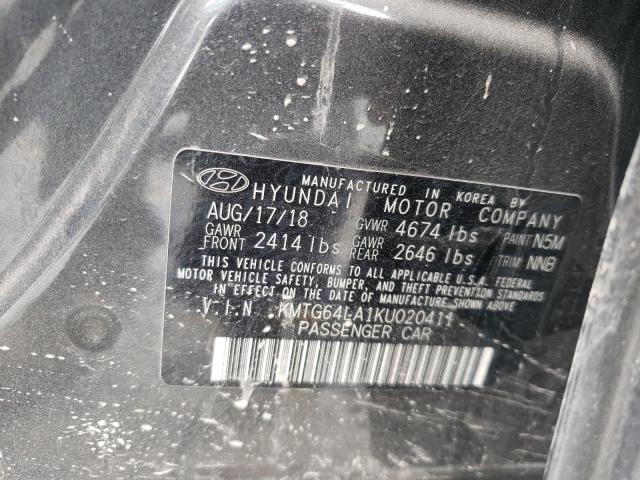 MANUFACTURED IN KOREA BY
HYUNDAI MOTOR COMPANY
AUG/17/18 GVWR 4674 lbs PAINT N5M
GAWR FRONT 2414 lbs GAWR REAR 2646 lbs TRIM NNB
THIS VEHICLE CONFORMS TO ALL APPLICABLE U.S.A. FEDERAL
MOTOR VEHICLE SAFETY, BUMPER, AND THEFT PREVENTION STANDARDS
IN EFFECT ON THE DATE OF MANUFACTURE SHOWN ABOVE
V.I.N. KMTG64LA1KU020411
PASSENGER CAR